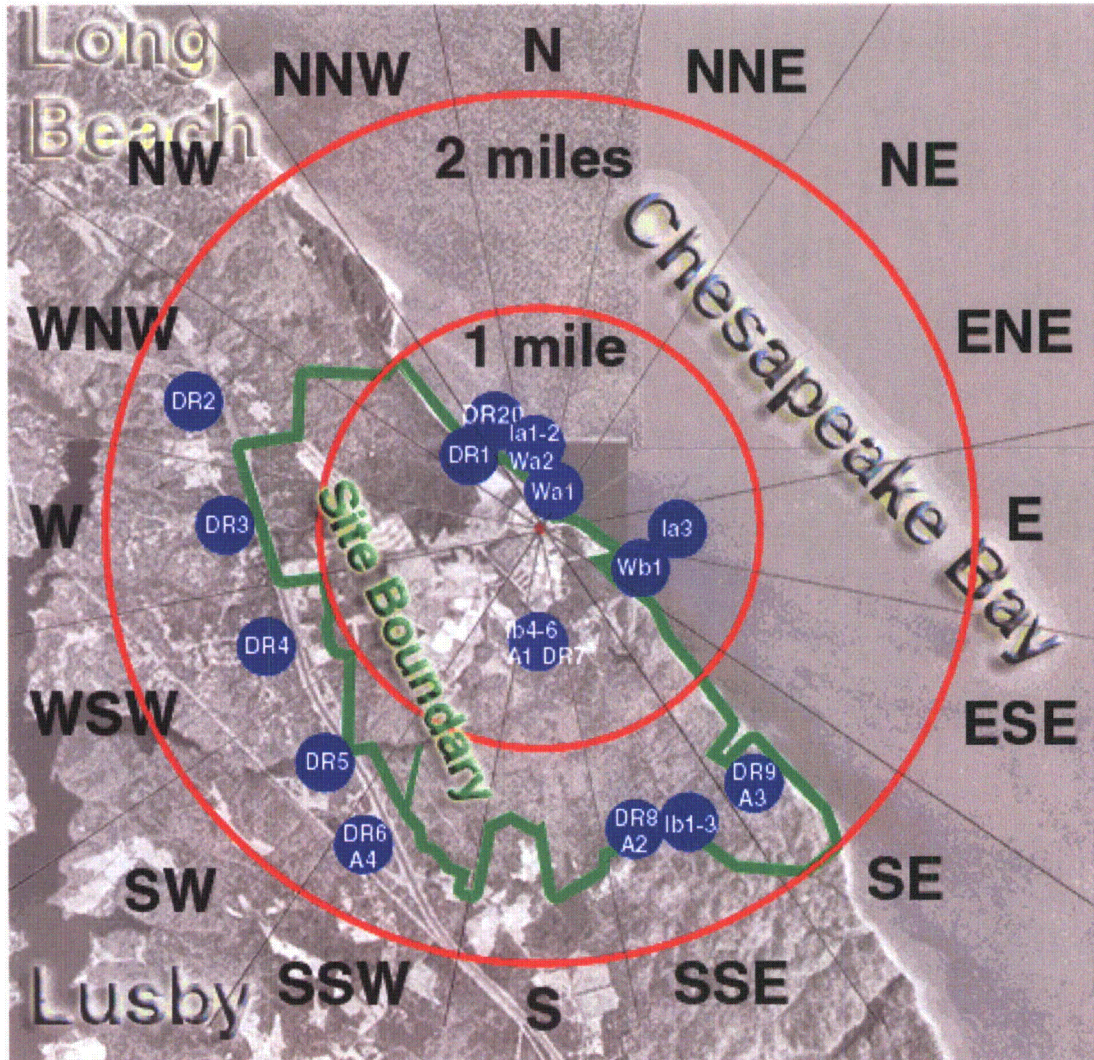 Long
Beach
N
NNW
NNE
NW
2 miles
NE
Chesapeake Bay
WNW
1 mile
ENE
DR2
DR20
Ia1-2
DR1
Wa2
Wa1
W
DR3
Site Boundary
Ia3
E
Wb1
DR4
Ib4-6
A1 DR7
WSW
ESE
DR5
DR9
A3
DR6
A4
DR8
A2
Ib1-3
SW
SE
SSW
SSE
Lusby
S